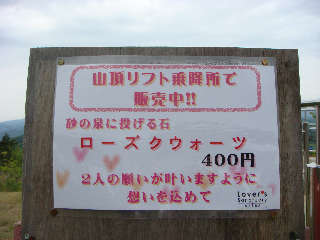 山頂リフト乗降所で
販売中!!
砂の泉に投げる石
ローズクウォーツ
400円
2人の願いが叶いますように
想いを込めて
Lover's
Sanctuary